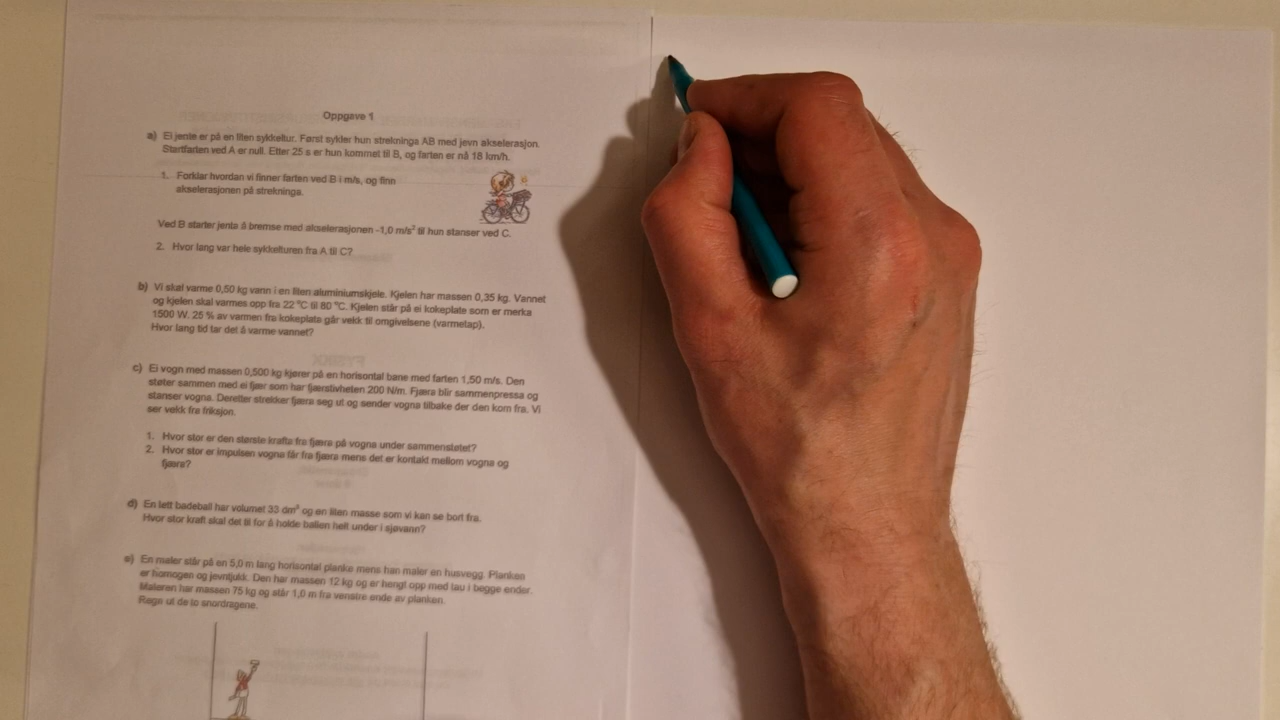 Oppgave 1
a) Ei jente er på en liten sykkeltur. Først sykler hun strekninga AB med jevn akselerasjon.
Startfarten ved A er null. Etter 25 s er hun kommet til B, og farten er nå 18 km/h.
1. Forklar hvordan vi finner farten ved B i m/s, og finn
akselerasjonen på strekninga.
Ved B starter jenta å bremse med akselerasjonen -1,0 m/s² til hun stanser ved C.
2. Hvor lang var hele sykkelturen fra A til C?
b) Vi skal varme 0,50 kg vann i en liten aluminiumskjele. Kjelen har massen 0,35 kg. Vannet
og kjelen skal varmes opp fra 22 °C til 80 °C. Kjelen står på ei kokeplate som er merka
1500 W. 25 % av varmen fra kokeplata går vekk til omgivelsene (varmetap).
Hvor lang tid tar det å varme vannet?
c) Ei vogn med massen 0,500 kg kjører på en horisontal bane med farten 1,50 m/s. Den
støter sammen med ei fjær som har fjærstivheten 200 N/m. Fjæra blir sammenpressa og
stanser vogna. Deretter strekker fjæra seg ut og sender vogna tilbake der den kom fra. Vi
ser vekk fra friksjon.
1. Hvor stor er den største krafta fra fjæra på vogna under sammenstøtet?
2. Hvor stor er impulsen vogna får fra fjæra mens det er kontakt mellom vogna og
fjæra?
d) En lett badeball har volumet 33 dm³ og en liten masse som vi kan se bort fra.
Hvor stor kraft skal det til for å holde ballen helt under i sjøvann?
e) En maler står på en 5,0 m lang horisontal planke mens han maler en husvegg. Planken
er homogen og jevntjukk. Den har massen 12 kg og er hengt opp med tau i begge ender.
Maleren har massen 75 kg og står 1,0 m fra venstre ende av planken.
Regn ut de to snordragene.